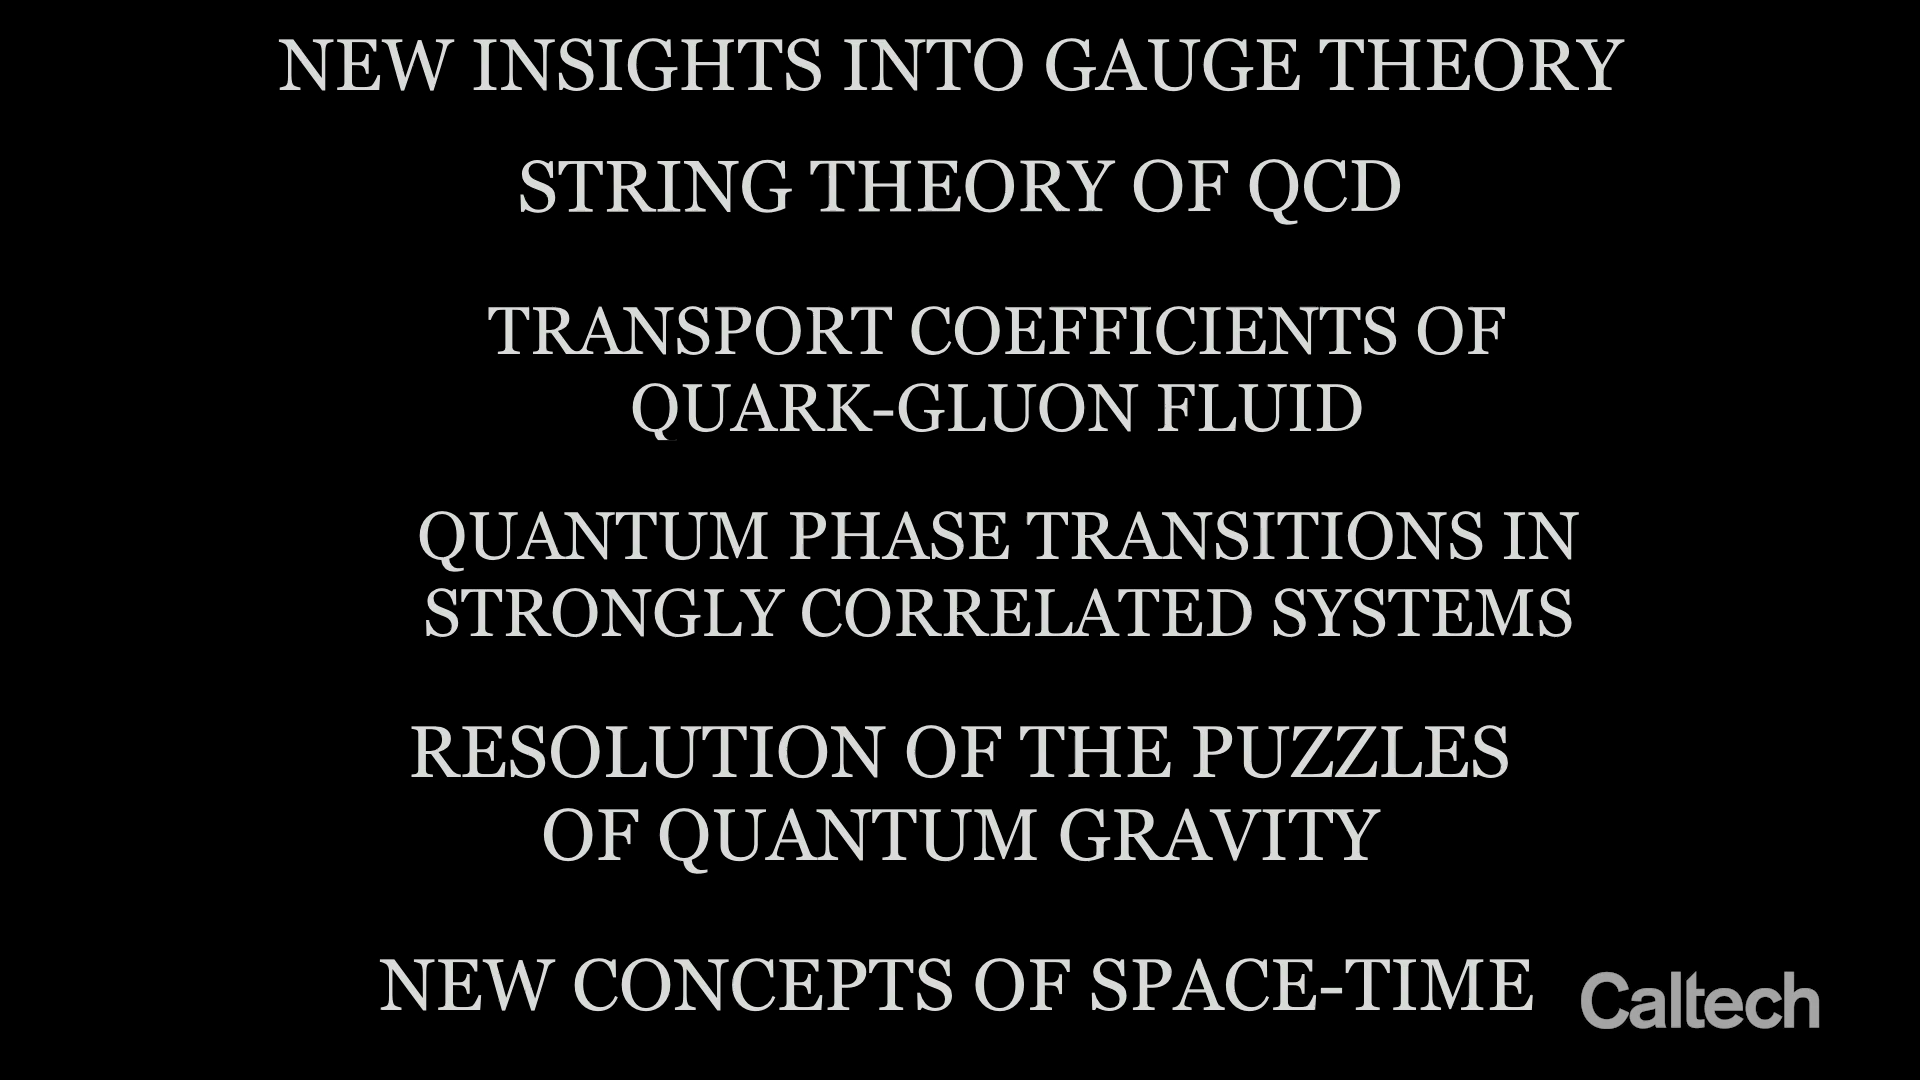 NEW INSIGHTS INTO GAUGE THEORY
STRING THEORY OF QCD
TRANSPORT COEFFICIENTS OF
QUARK-GLUON FLUID
QUANTUM PHASE TRANSITIONS IN
STRONGLY CORRELATED SYSTEMS
RESOLUTION OF THE PUZZLES
OF QUANTUM GRAVITY
NEW CONCEPTS OF SPACE-TIME
Caltech